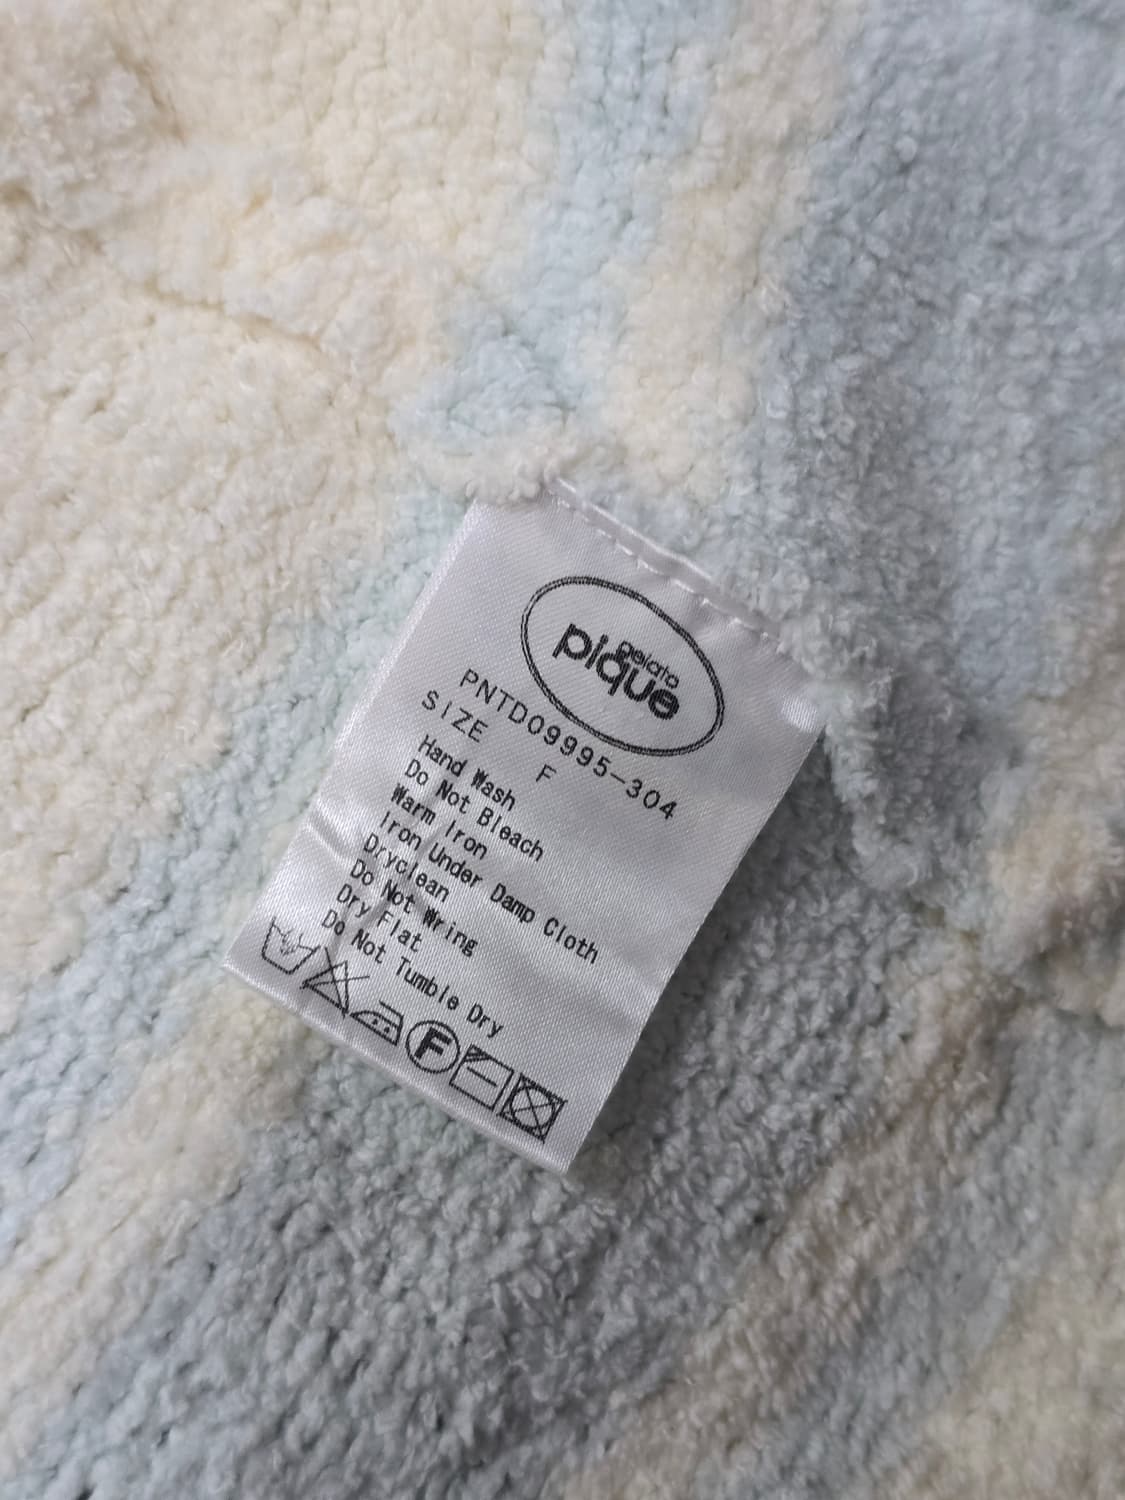 gelato
pique
PNTD09995-304
SIZE F
Hand Wash
Do Not Bleach
Warm Iron
Iron Under Damp Cloth
Dryclean
Do Not Wring
Dry Flat
Do Not Tumble Dry
F